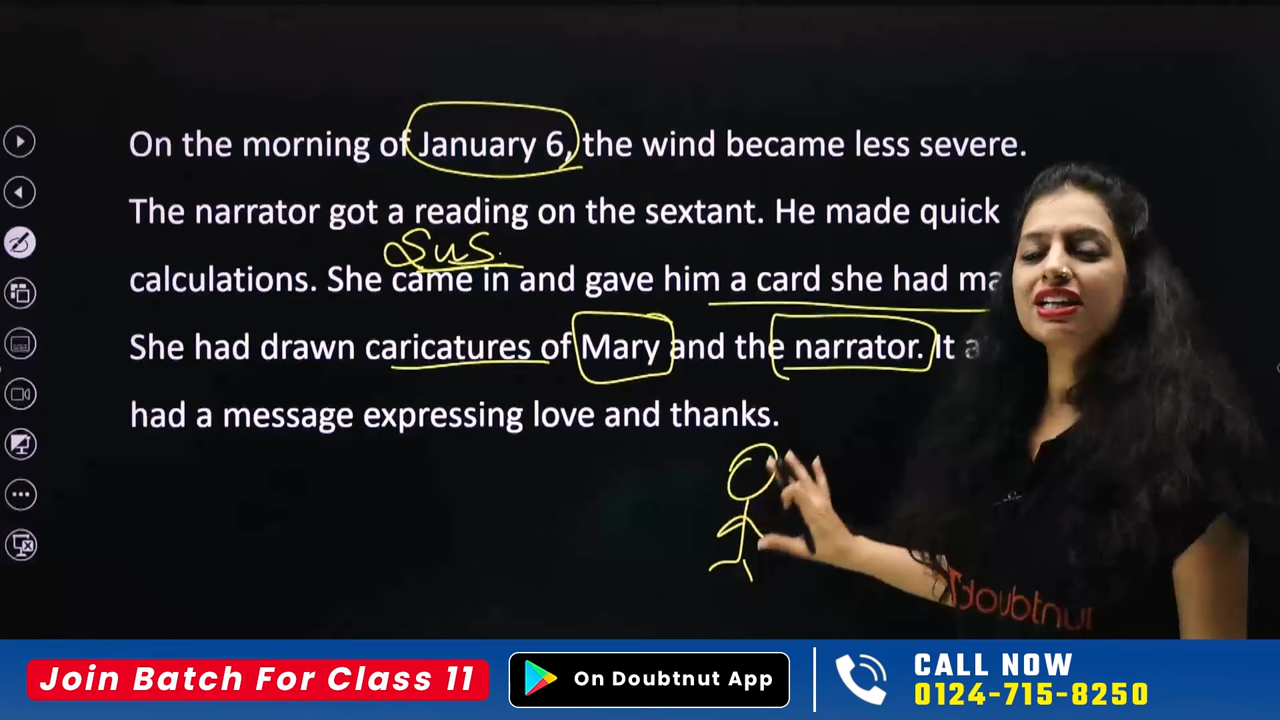 On the morning of January 6, the wind became less severe.
The narrator got a reading on the sextant. He made quick
Sus.
calculations. She came in and gave him a card she had
She had drawn caricatures of Mary and the narrator. It
had a message expressing love and thanks.
doubtnut
Join Batch For Class 11
On Doubtnut App
CALL NOW
0124-715-8250